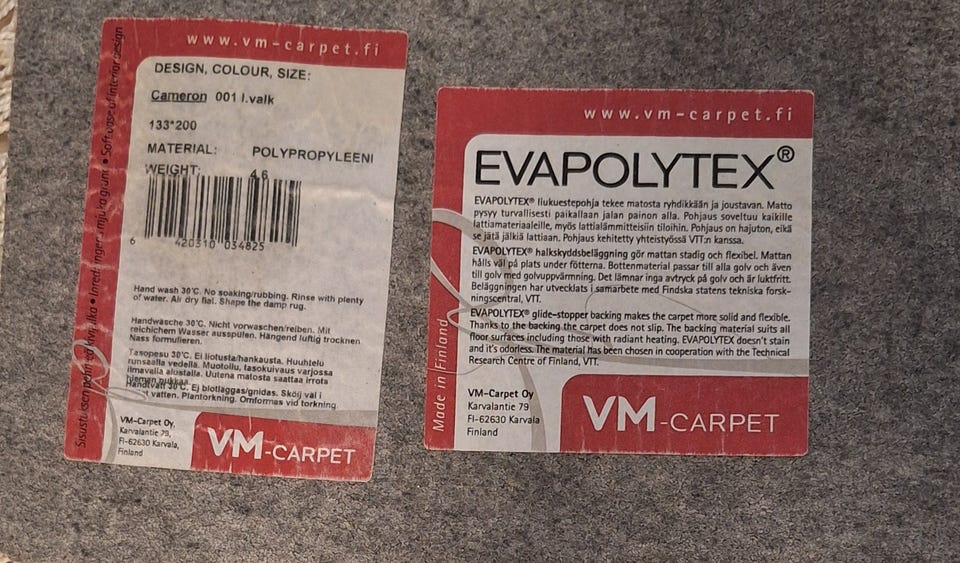 www.vm-carpet.fi
DESIGN, COLOUR, SIZE:
Cameron 001 l.valk
133*200
MATERIAL: POLYPROPYLEENI
WEIGHT: 4,6
6 420310 034825
Hand wash 30°C. No soaking/rubbing. Rinse with plenty
of water. Air dry flat. Shape the damp rug.
Handwäsche 30°C. Nicht vorwaschen/reiben. Mit
reichlichem Wasser ausspülen. Hängend luftig trocknen
Nass formulieren.
Tasopesu 30°C. Ei liotusta/hankausta. Huuhtelu
runsaalla vedellä. Muotoilu, tasokuivaus varjossa
ilmavalla alustalla. Uutena matosta saattaa irrota
hieman nukkaa.
Handtvätt 30°C. Ej blötläggas/gnidas. Skölj väl i
vatten. Plantorkning. Omformas vid torkning.
VM-Carpet Oy,
Karvalantie 79,
FI-62630 Karvala,
Finland
VM-CARPET
• Softvase of interior design
www.vm-carpet.fi
EVAPOLYTEX®
EVAPOLYTEX® liukuestepohja tekee matosta ryhdikkään ja joustavan. Matto
pysyy turvallisesti paikallaan jalan painon alla. Pohjaus soveltuu kaikille
lattiamateriaaleille, myös lattialämmitteisiin tiloihin. Pohjaus on hajuton, eikä
se jätä jälkiä lattiaan. Pohjaus kehitetty yhteistyössä VTT:n kanssa.
EVAPOLYTEX® halkskyddsbeläggning gör mattan stadig och flexibel. Mattan
hålls väl på plats under fötterna. Bottenmaterial passar till alla golv och även
till golv med golvuppvärmning. Det lämnar inga avtryck på golv och är luktfritt.
Beläggningen har utvecklats i samarbete med Findska statens tekniska forsk-
ningscentral, VTT.
EVAPOLYTEX® glide-stopper backing makes the carpet more solid and flexible.
Thanks to the backing the carpet does not slip. The backing material suits all
floor surfaces including those with radiant heating. EVAPOLYTEX doesn't stain
and it's odorless. The material has been chosen in cooperation with the Technical
Research Centre of Finland, VTT.
Made in Finland
VM-Carpet Oy
Karvalantie 79
FI-62630 Karvala
Finland
VM-CARPET